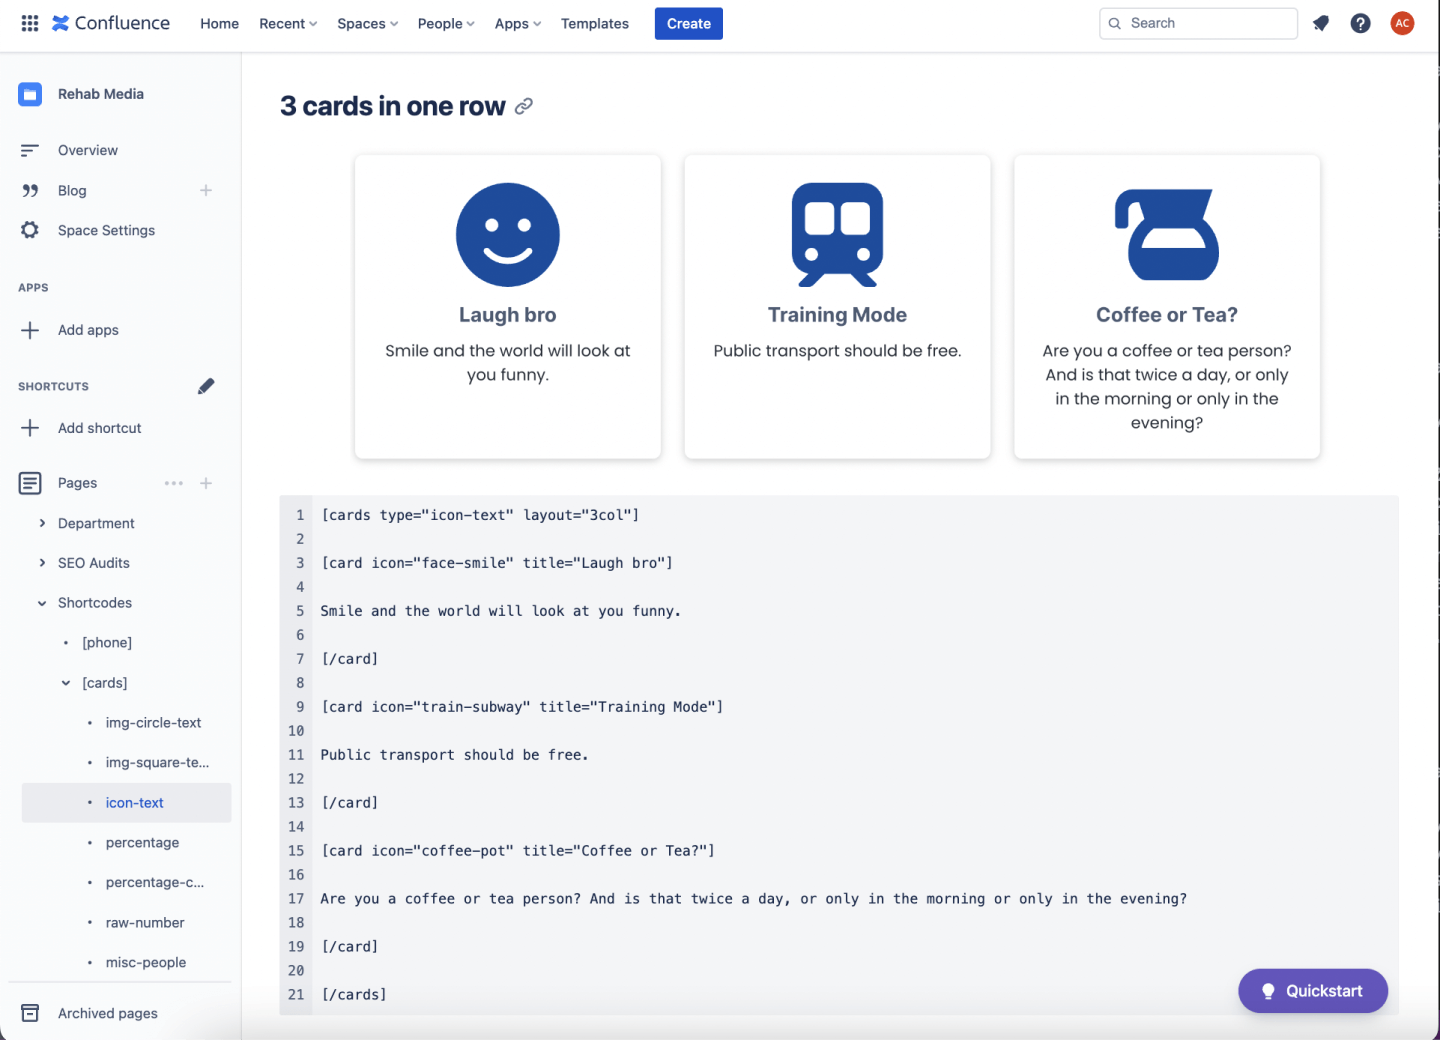 Confluence
Home
Recent
Spaces
People
Apps
Templates
Create
Search
AC
Rehab Media
Overview
Blog
Space Settings
APPS
Add apps
SHORTCUTS
Add shortcut
Pages
Department
SEO Audits
Shortcodes
[phone]
[cards]
img-circle-text
img-square-te...
icon-text
percentage
percentage-c...
raw-number
misc-people
Archived pages
3 cards in one row
Laugh bro
Smile and the world will look at
you funny.
Training Mode
Public transport should be free.
Coffee or Tea?
Are you a coffee or tea person?
And is that twice a day, or only
in the morning or only in the
evening?
1 [cards type="icon-text" layout="3col"]
2
3 [card icon="face-smile" title="Laugh bro"]
4
5 Smile and the world will look at you funny.
6
7 [/card]
8
9 [card icon="train-subway" title="Training Mode"]
10
11 Public transport should be free.
12
13 [/card]
14
15 [card icon="coffee-pot" title="Coffee or Tea?"]
16
17 Are you a coffee or tea person? And is that twice a day, or only in the morning or only in the evening?
18
19 [/card]
20
21 [/cards]
Quickstart